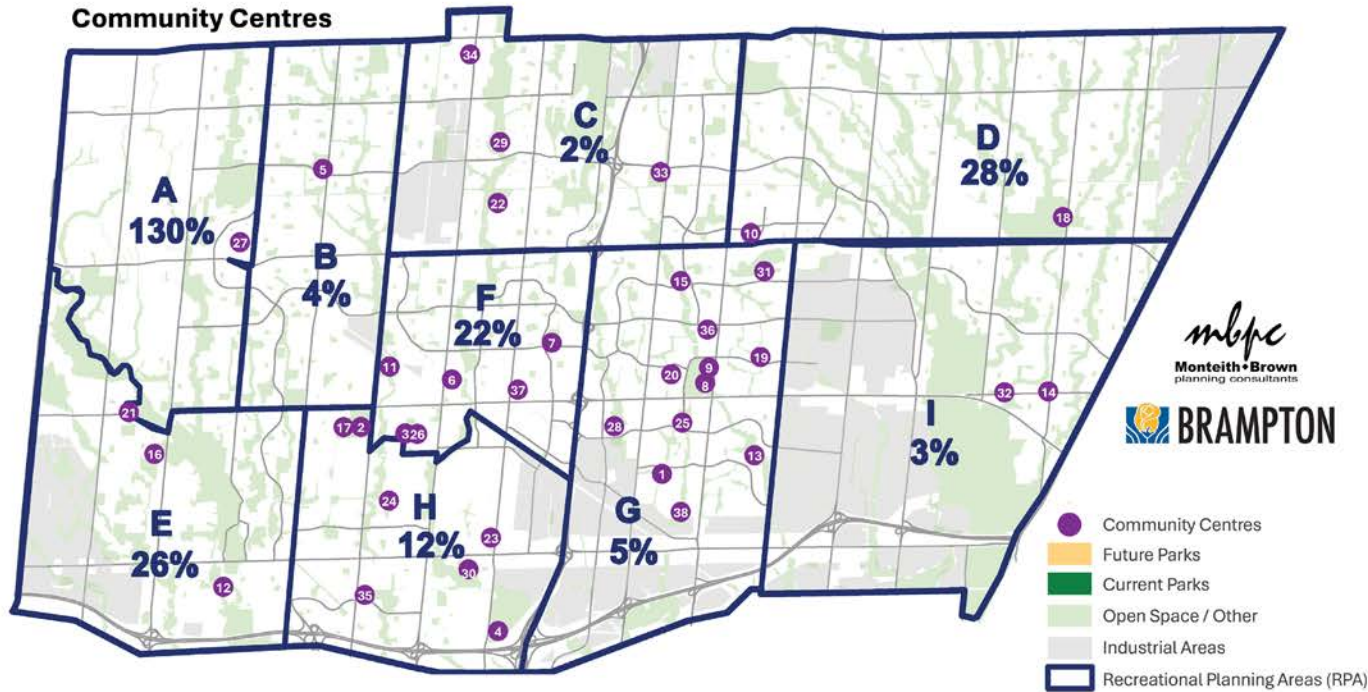 Community Centres
34
C
2%
D
28%
29
5
33
A
130%
22
18
27
10
B
4%
31
15
F
22%
36
7
19
11
9
20
6
8
37
32
14
21
28
25
17 2
3 26
I
3%
13
16
1
24
H
12%
38
G
5%
E
26%
23
30
12
35
4
mbpc
Monteith•Brown
planning consultants
BRAMPTON
Community Centres
Future Parks
Current Parks
Open Space / Other
Industrial Areas
Recreational Planning Areas (RPA)